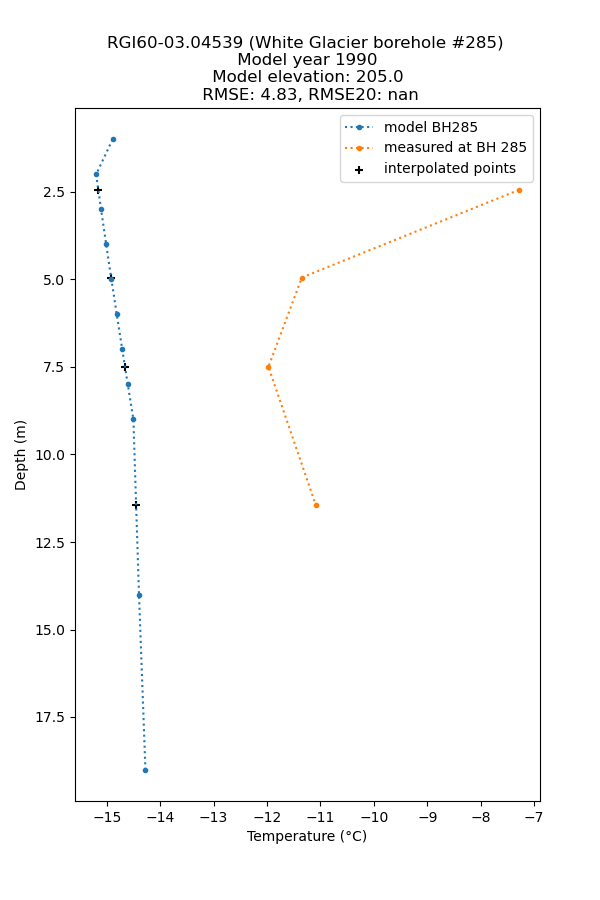 RGI60-03.04539 (White Glacier borehole #285)
Model year 1990
Model elevation: 205.0
RMSE: 4.83, RMSE20: nan
model BH285
measured at BH 285
interpolated points
2.5
5.0
7.5
10.0
12.5
15.0
17.5
Depth (m)
−15 −14 −13 −12 −11 −10 −9 −8 −7
Temperature (°C)